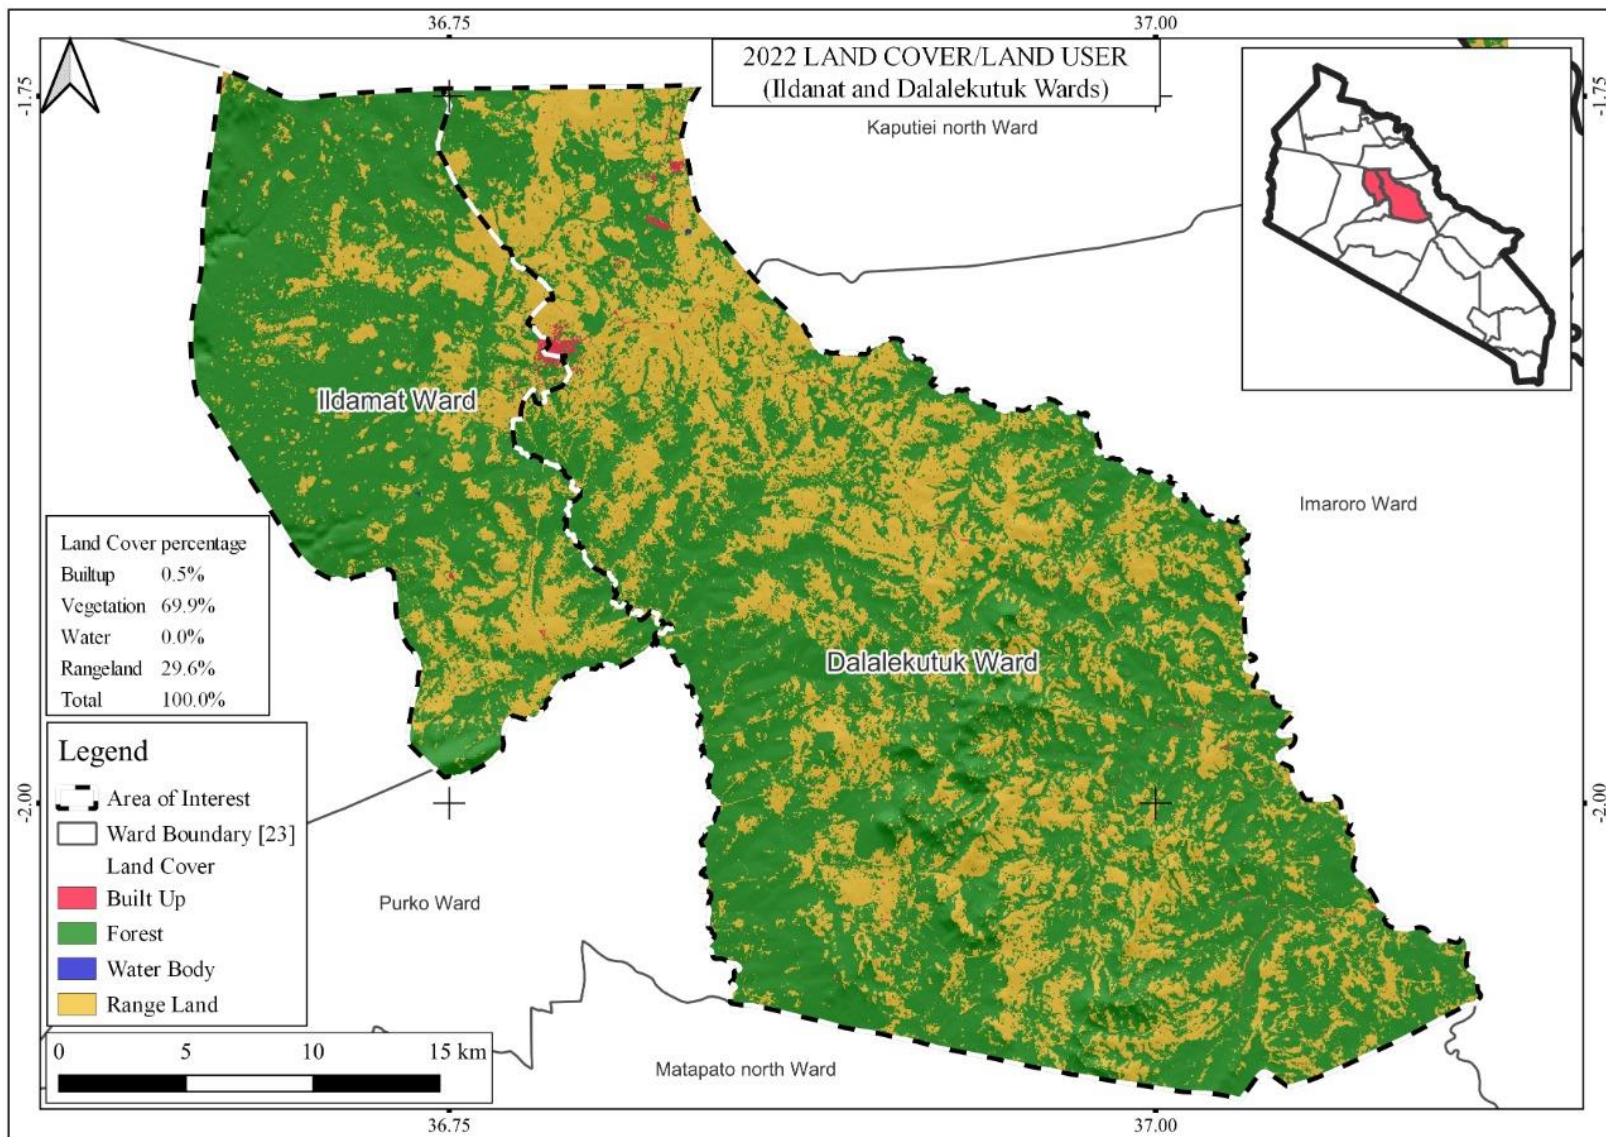 36.75
37.00
2022 LAND COVER/LAND USER
(Ildanat and Dalalekutuk Wards)
-1.75
-1.75
Kaputiei north Ward
Ildamat Ward
Imaroro Ward
Land Cover percentage
Builtup 0.5%
Vegetation 69.9%
Water 0.0%
Rangeland 29.6%
Total 100.0%
Dalalekutuk Ward
Legend
Area of Interest
Ward Boundary [23]
Land Cover
Built Up
Forest
Water Body
Range Land
-2.00
-2.00
Purko Ward
0 5 10 15 km
Matapato north Ward
36.75
37.00